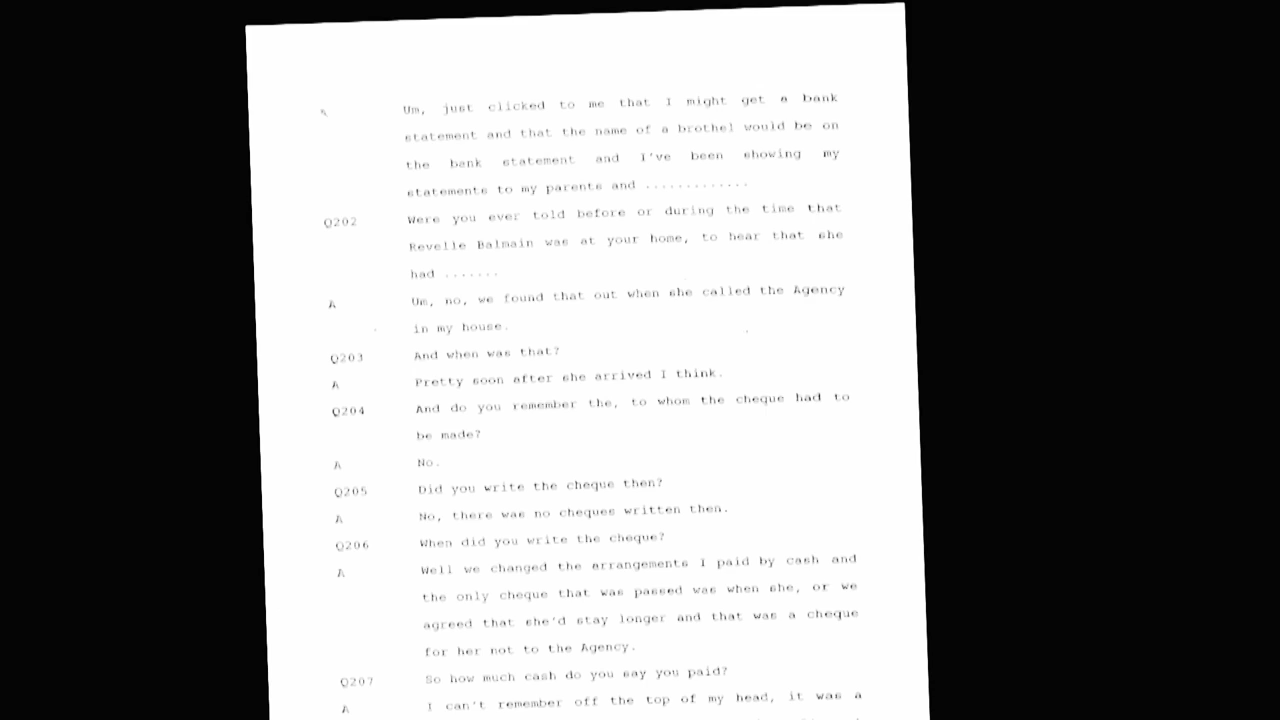 Um, just clicked to me that I might get a bank
statement and that the name of a brothel would be on
the bank statement and I've been showing my
statements to my parents and .............
Q202 Were you ever told before or during the time that
Revelle Balmain was at your home, to hear that she
had .......
A Um, no, we found that out when she called the Agency
in my house.
Q203 And when was that?
A Pretty soon after she arrived I think.
Q204 And do you remember the, to whom the cheque had to
be made?
A No.
Q205 Did you write the cheque then?
A No, there was no cheques written then.
Q206 When did you write the cheque?
A Well we changed the arrangements I paid by cash and
the only cheque that was passed was when she, or we
agreed that she'd stay longer and that was a cheque
for her not to the Agency.
Q207 So how much cash do you say you paid?
A I can't remember off the top of my head, it was a